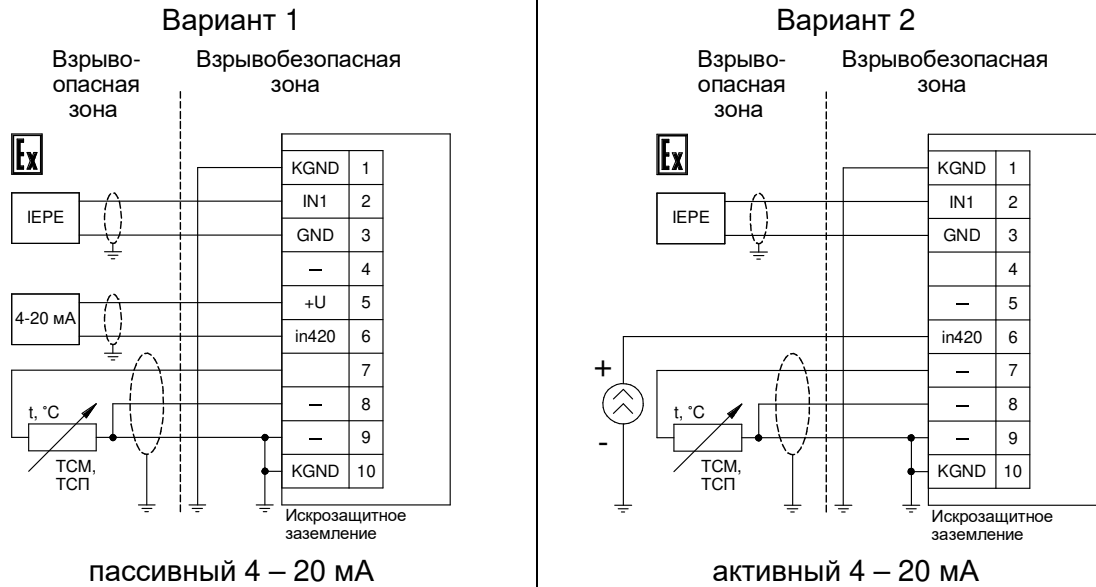 Вариант 1
Взрыво-
опасная
зона
Взрывобезопасная
зона
Ex
KGND 1
IEPE
IN1 2
GND 3
– 4
4-20 мА
+U 5
in420 6
7
t, °C
– 8
– 9
ТСМ,
ТСП
KGND 10
Искрозащитное
заземление
пассивный 4 – 20 мА
Вариант 2
Взрыво-
опасная
зона
Взрывобезопасная
зона
Ex
KGND 1
IEPE
IN1 2
GND 3
4
– 5
in420 6
+
– 7
t, °C
– 8
-
– 9
ТСМ,
ТСП
KGND 10
Искрозащитное
заземление
активный 4 – 20 мА